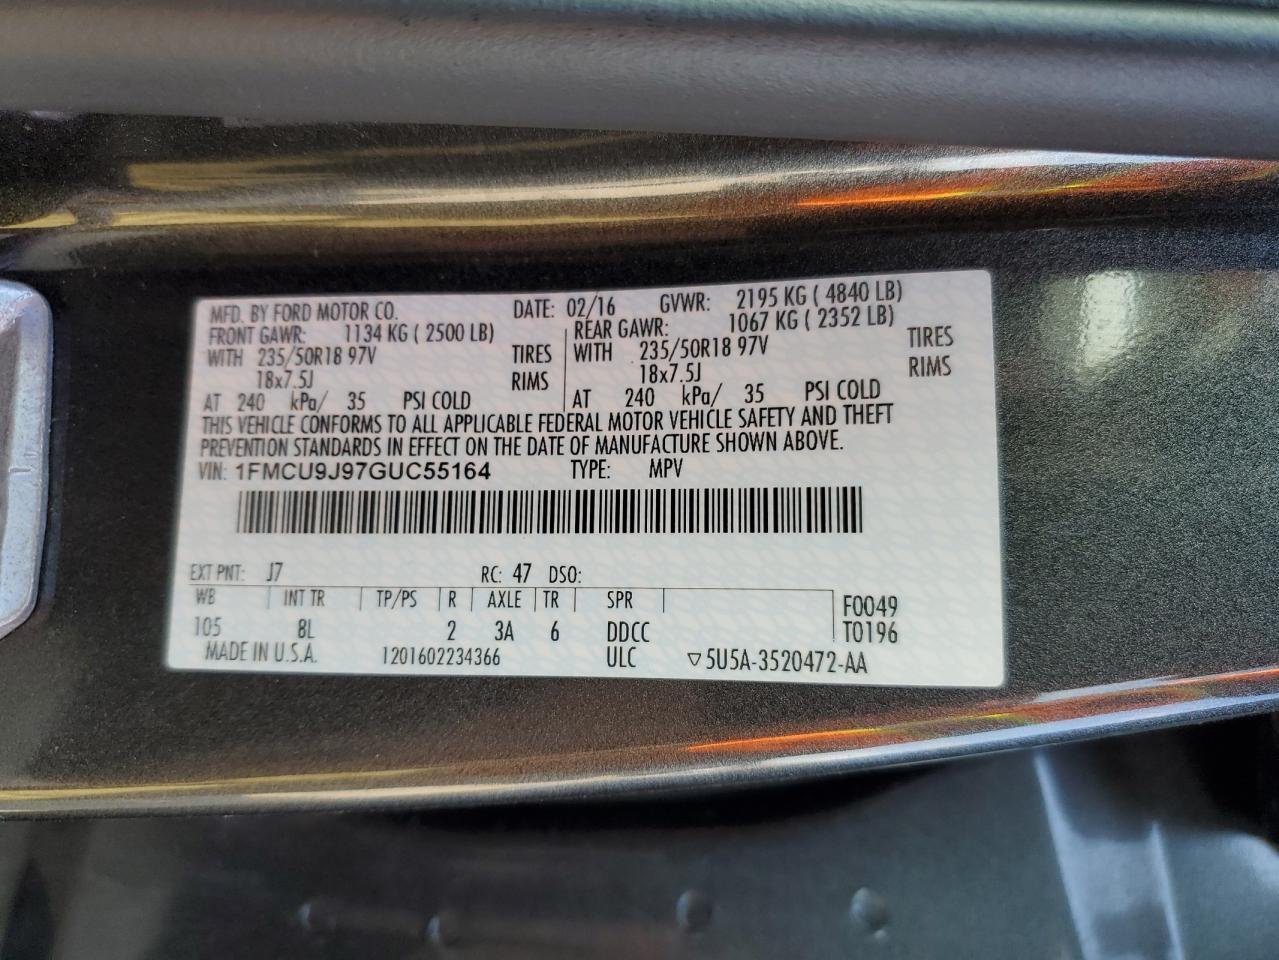 MFD. BY FORD MOTOR CO. DATE: 02/16 GVWR: 2195 KG ( 4840 LB)
FRONT GAWR: 1134 KG ( 2500 LB) REAR GAWR: 1067 KG ( 2352 LB)
WITH 235/50R18 97V TIRES WITH 235/50R18 97V TIRES
18x7.5J RIMS 18x7.5J RIMS
AT 240 kPa/ 35 PSI COLD AT 240 kPa/ 35 PSI COLD
THIS VEHICLE CONFORMS TO ALL APPLICABLE FEDERAL MOTOR VEHICLE SAFETY AND THEFT
PREVENTION STANDARDS IN EFFECT ON THE DATE OF MANUFACTURE SHOWN ABOVE.
VIN: 1FMCU9J97GUC55164 TYPE: MPV
EXT PNT: J7 RC: 47 DSO:
WB INT TR TP/PS R AXLE TR SPR F0049
105 8L 2 3A 6 DDCC T0196
MADE IN U.S.A. 1201602234366 ULC ▽5U5A-3520472-AA